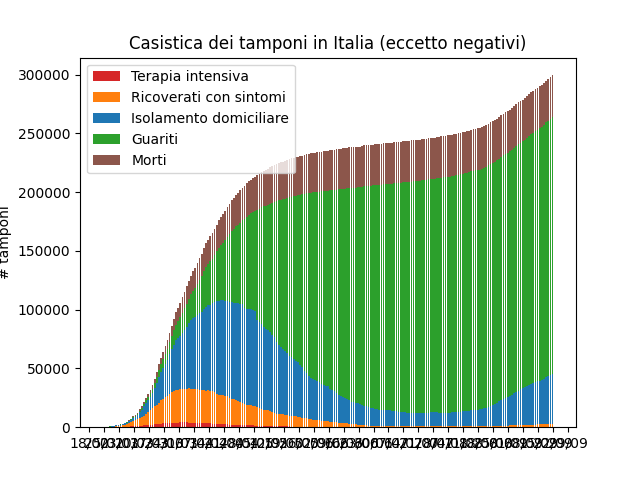 Casistica dei tamponi in Italia (eccetto negativi)
Terapia intensiva
Ricoverati con sintomi
Isolamento domiciliare
Guariti
Morti
300000
250000
200000
150000
100000
50000
0
# tamponi